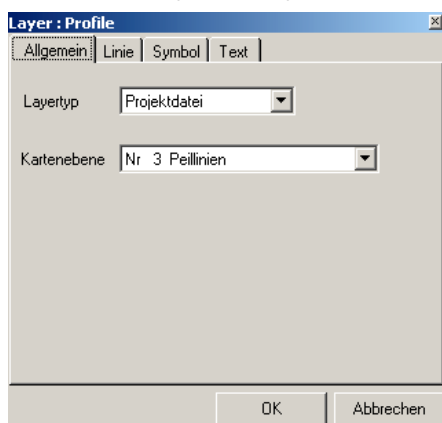 Layer : Profile
Allgemein Linie Symbol Text
Layertyp Projektdatei
Kartenebene Nr 3 Peillinien
OK Abbrechen